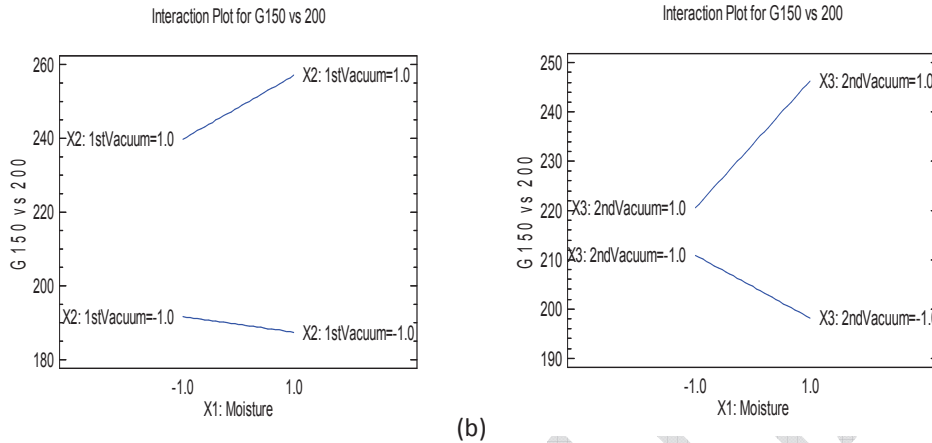 Interaction Plot for G150 vs 200
G 1 5 0 v s 2 0 0
260
240
220
200
180
X2: 1stVacuum=1.0
X2: 1stVacuum=1.0
X2: 1stVacuum=-1.0
X2: 1stVacuum=-1.0
-1.0
1.0
X1: Moisture
Interaction Plot for G150 vs 200
G 1 5 0 v s 2 0 0
250
240
230
220
210
200
190
X3: 2ndVacuum=1.0
X3: 2ndVacuum=1.0
X3: 2ndVacuum=-1.0
X3: 2ndVacuum=-1.0
-1.0
1.0
X1: Moisture
(b)